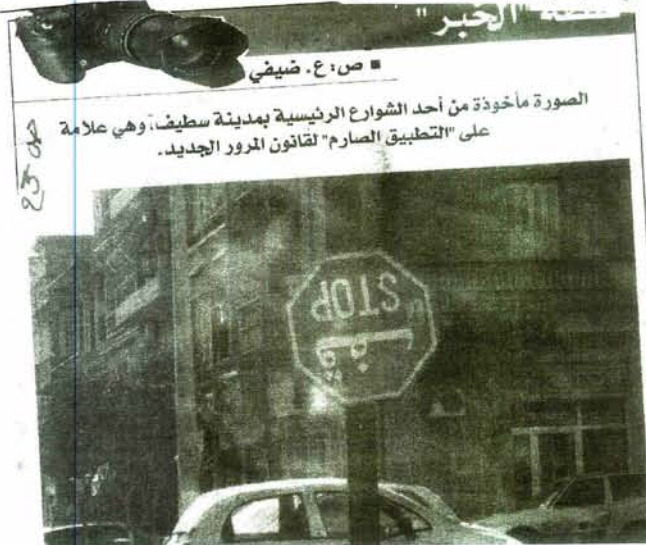 "الخبر"
■ ص: ع. ضيفي
الصورة مأخوذة من أحد الشوارع الرئيسية بمدينة سطيف، وهي علامة
على "التطبيق الصارم" لقانون المرور الجديد.
قف
STOP